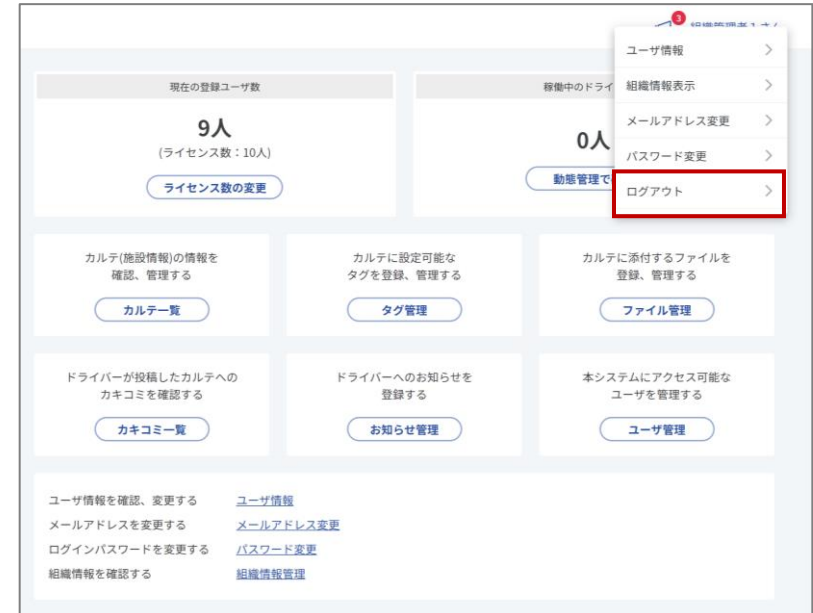 3
ユーザ情報
組織情報表示
メールアドレス変更
パスワード変更
ログアウト
現在の登録ユーザ数
9人
(ライセンス数：10人)
ライセンス数の変更
稼働中のドライ
0人
動態管理で
カルテ(施設情報)の情報を
確認、管理する
カルテ一覧
カルテに設定可能な
タグを登録、管理する
タグ管理
カルテに添付するファイルを
登録、管理する
ファイル管理
ドライバーが投稿したカルテへの
カキコミを確認する
カキコミ一覧
ドライバーへのお知らせを
登録する
お知らせ管理
本システムにアクセス可能な
ユーザを管理する
ユーザ管理
ユーザ情報を確認、変更する ユーザ情報
メールアドレスを変更する メールアドレス変更
ログインパスワードを変更する パスワード変更
組織情報を確認する 組織情報管理